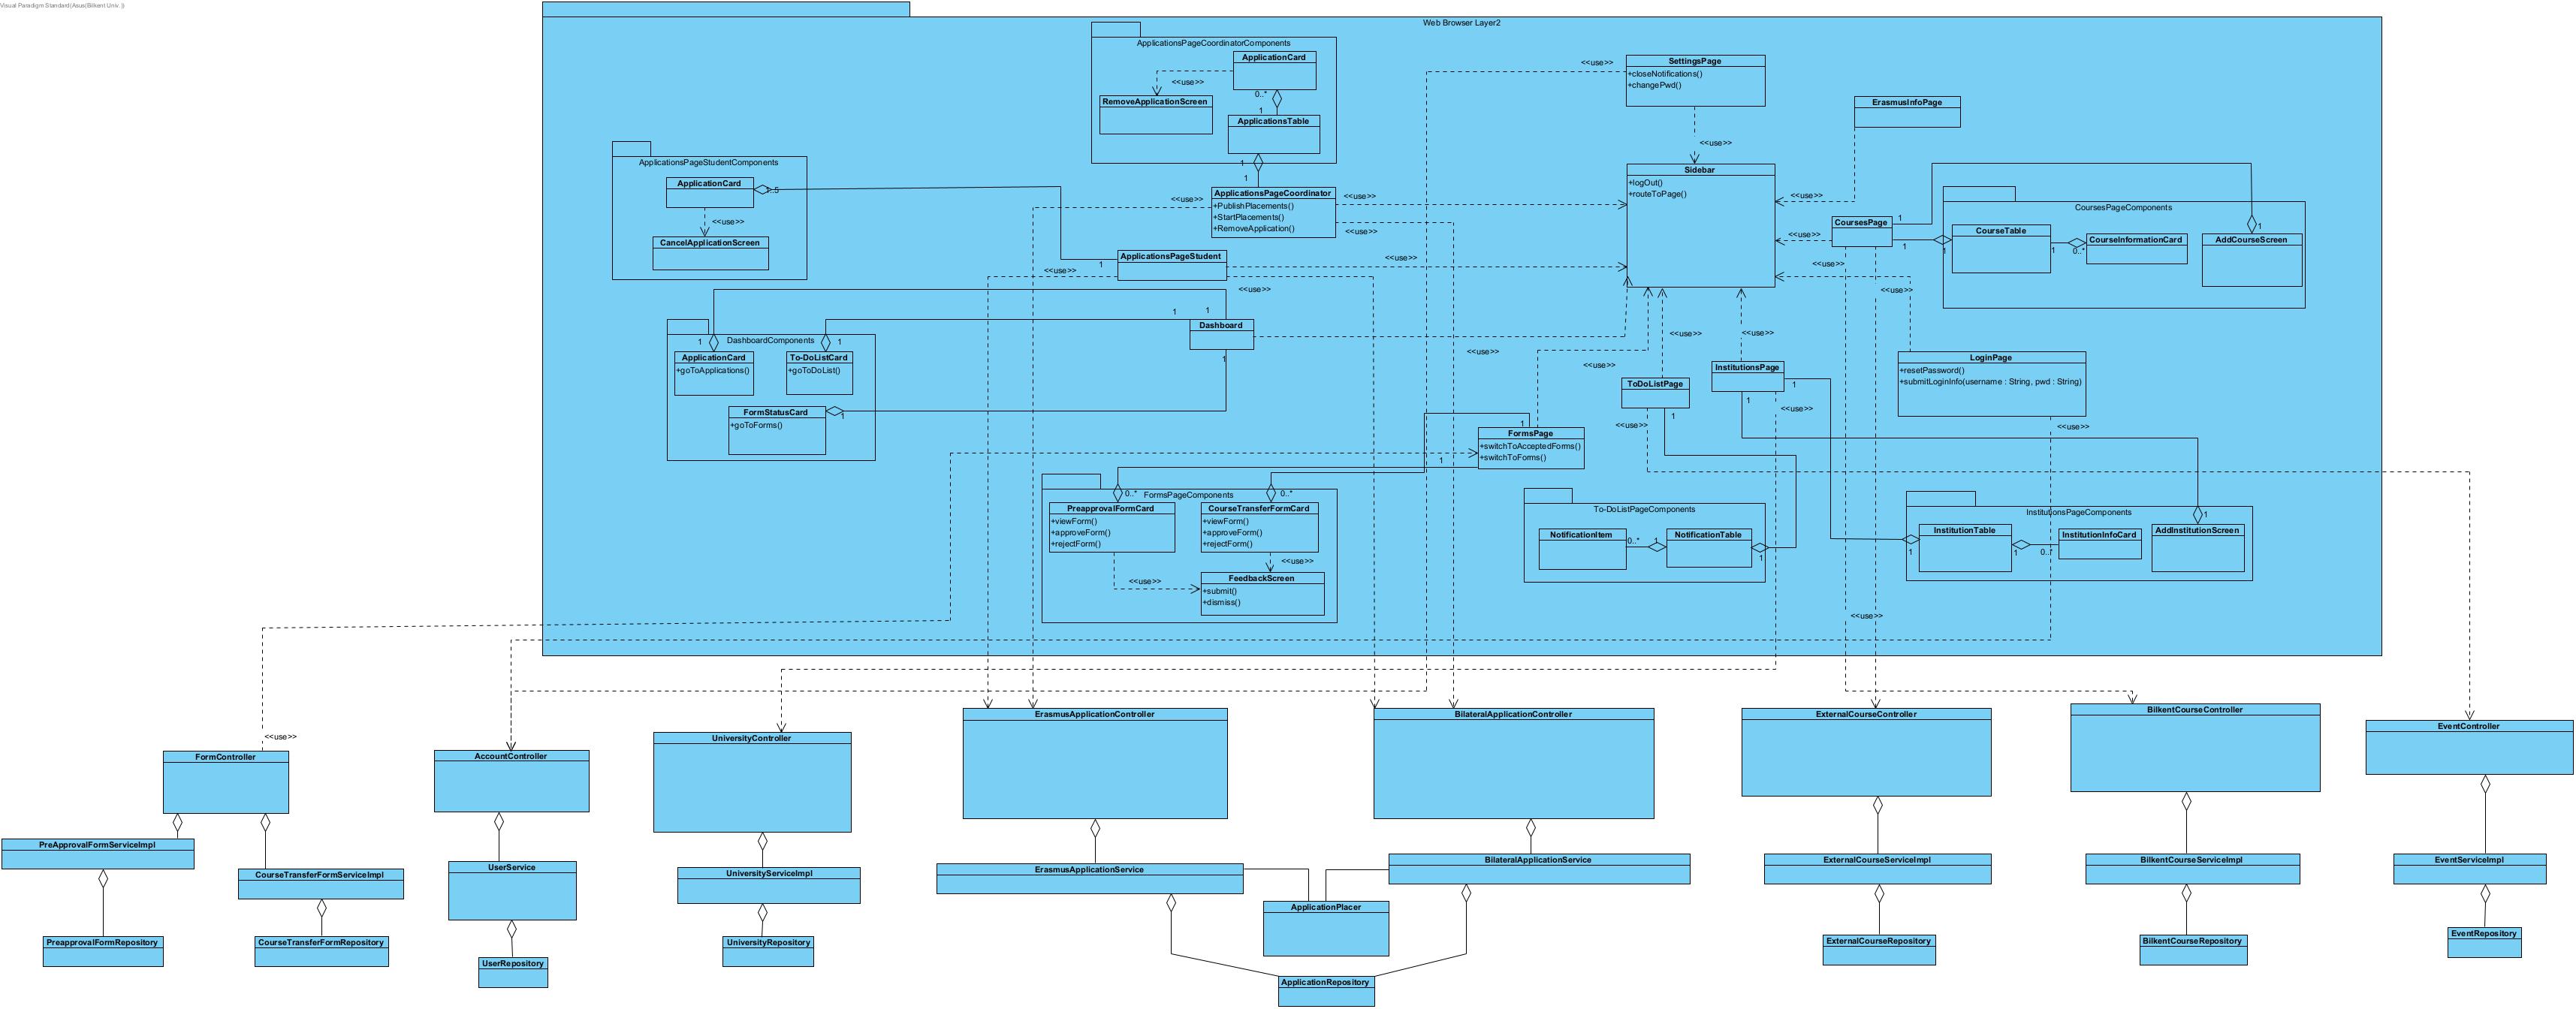 Visual Paradigm Standard(Asus(Bilkent Univ. ))
Web Browser Layer2
ApplicationsPageCoordinatorComponents
ApplicationCard
<<use>>
RemoveApplicationScreen
0..*
1
ApplicationsTable
1
1
<<use>>
SettingsPage
+closeNotifications()
+changePwd()
<<use>>
ErasmusInfoPage
ApplicationsPageStudentComponents
ApplicationCard
1..5
<<use>>
CancelApplicationScreen
<<use>>
ApplicationsPageCoordinator
+PublishPlacements()
+StartPlacements()
+RemoveApplication()
<<use>>
<<use>>
Sidebar
+logOut()
+routeToPage()
<<use>>
<<use>>
CoursesPage
1
1
<<use>>
<<use>>
CoursesPageComponents
CourseTable
1
1
0..*
CourseInformationCard
1
AddCourseScreen
1
ApplicationsPageStudent
<<use>>
<<use>>
<<use>>
1
1
Dashboard
1
DashboardComponents
1
1
ApplicationCard
+goToApplications()
To-DoListCard
+goToDoList()
FormStatusCard
+goToForms()
1
<<use>>
<<use>>
<<use>>
<<use>>
ToDoListPage
1
<<use>>
InstitutionsPage
1
1
<<use>>
LoginPage
+resetPassword()
+submitLoginInfo(username : String, pwd : String)
<<use>>
1
FormsPage
+switchToAcceptedForms()
+switchToForms()
1
FormsPageComponents
0..*
0..*
PreapprovalFormCard
+viewForm()
+approveForm()
+rejectForm()
CourseTransferFormCard
+viewForm()
+approveForm()
+rejectForm()
<<use>>
<<use>>
FeedbackScreen
+submit()
+dismiss()
To-DoListPageComponents
NotificationItem
0..*
1
NotificationTable
1
InstitutionsPageComponents
1
InstitutionTable
1
1
0..*
InstitutionInfoCard
AddInstitutionScreen
<<use>>
<<use>>
FormController
AccountController
UniversityController
ErasmusApplicationController
BilateralApplicationController
ExternalCourseController
BilkentCourseController
EventController
PreApprovalFormServiceImpl
CourseTransferFormServiceImpl
UserService
UniversityServiceImpl
ErasmusApplicationService
BilateralApplicationService
ExternalCourseServiceImpl
BilkentCourseServiceImpl
EventServiceImpl
ApplicationPlacer
PreapprovalFormRepository
CourseTransferFormRepository
UserRepository
UniversityRepository
ApplicationRepository
ExternalCourseRepository
BilkentCourseRepository
EventRepository